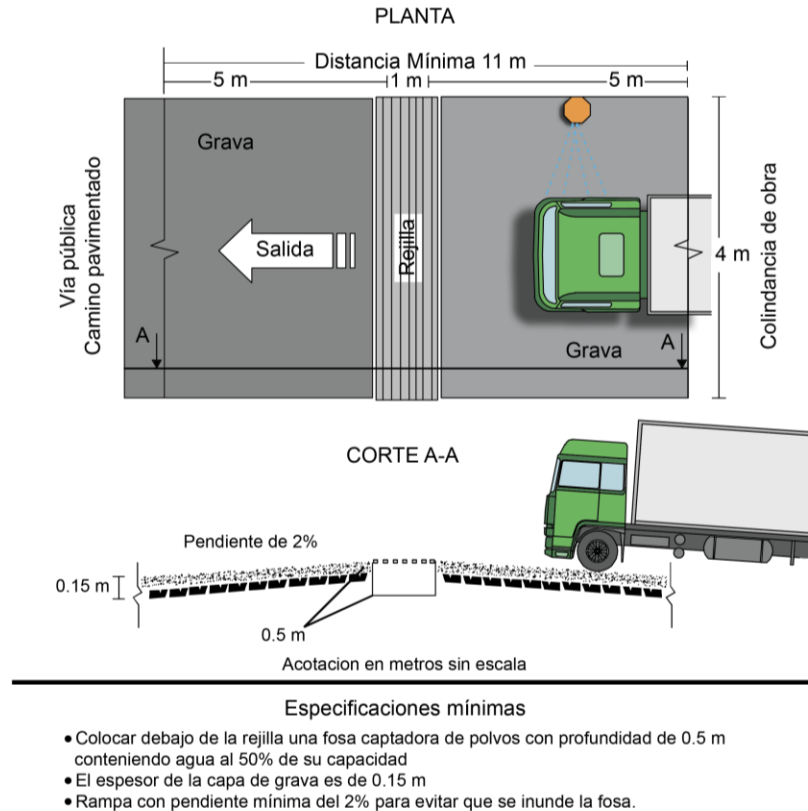 PLANTA
Distancia Mínima 11 m
5 m
1 m
5 m
Grava
Vía pública
Camino pavimentado
Salida
Rejilla
4 m
Colindancia de obra
A
Grava
A
CORTE A-A
Pendiente de 2%
0.15 m
0.5 m
Acotacion en metros sin escala
Especificaciones mínimas
• Colocar debajo de la rejilla una fosa captadora de polvos con profundidad de 0.5 m
conteniendo agua al 50% de su capacidad
• El espesor de la capa de grava es de 0.15 m
• Rampa con pendiente mínima del 2% para evitar que se inunde la fosa.